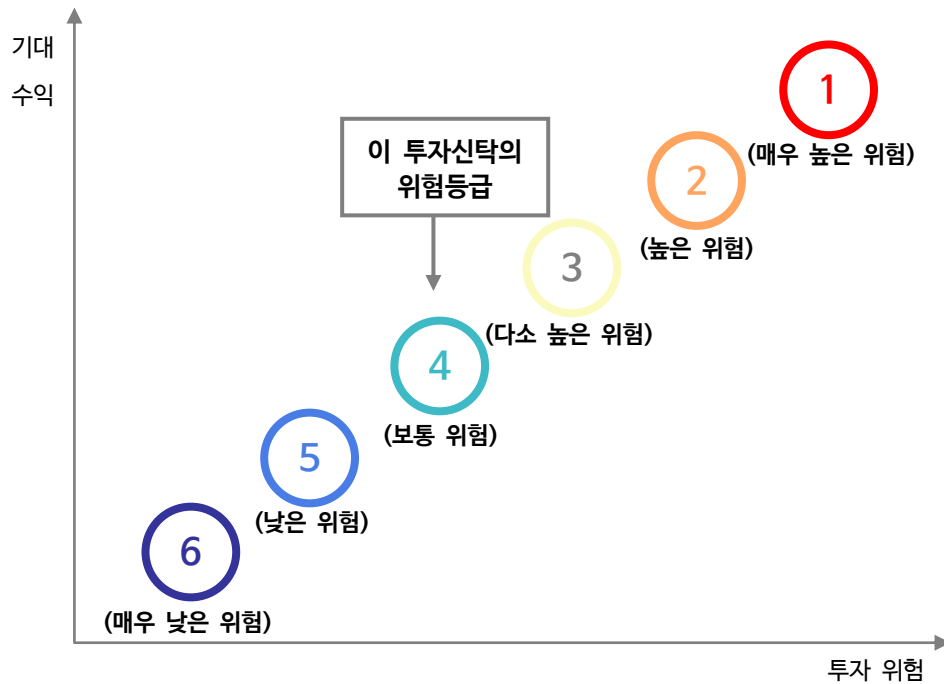 기대
수익
1
(매우 높은 위험)
이 투자신탁의
위험등급
2
(높은 위험)
3
(다소 높은 위험)
4
(보통 위험)
5
(낮은 위험)
6
(매우 낮은 위험)
투자 위험